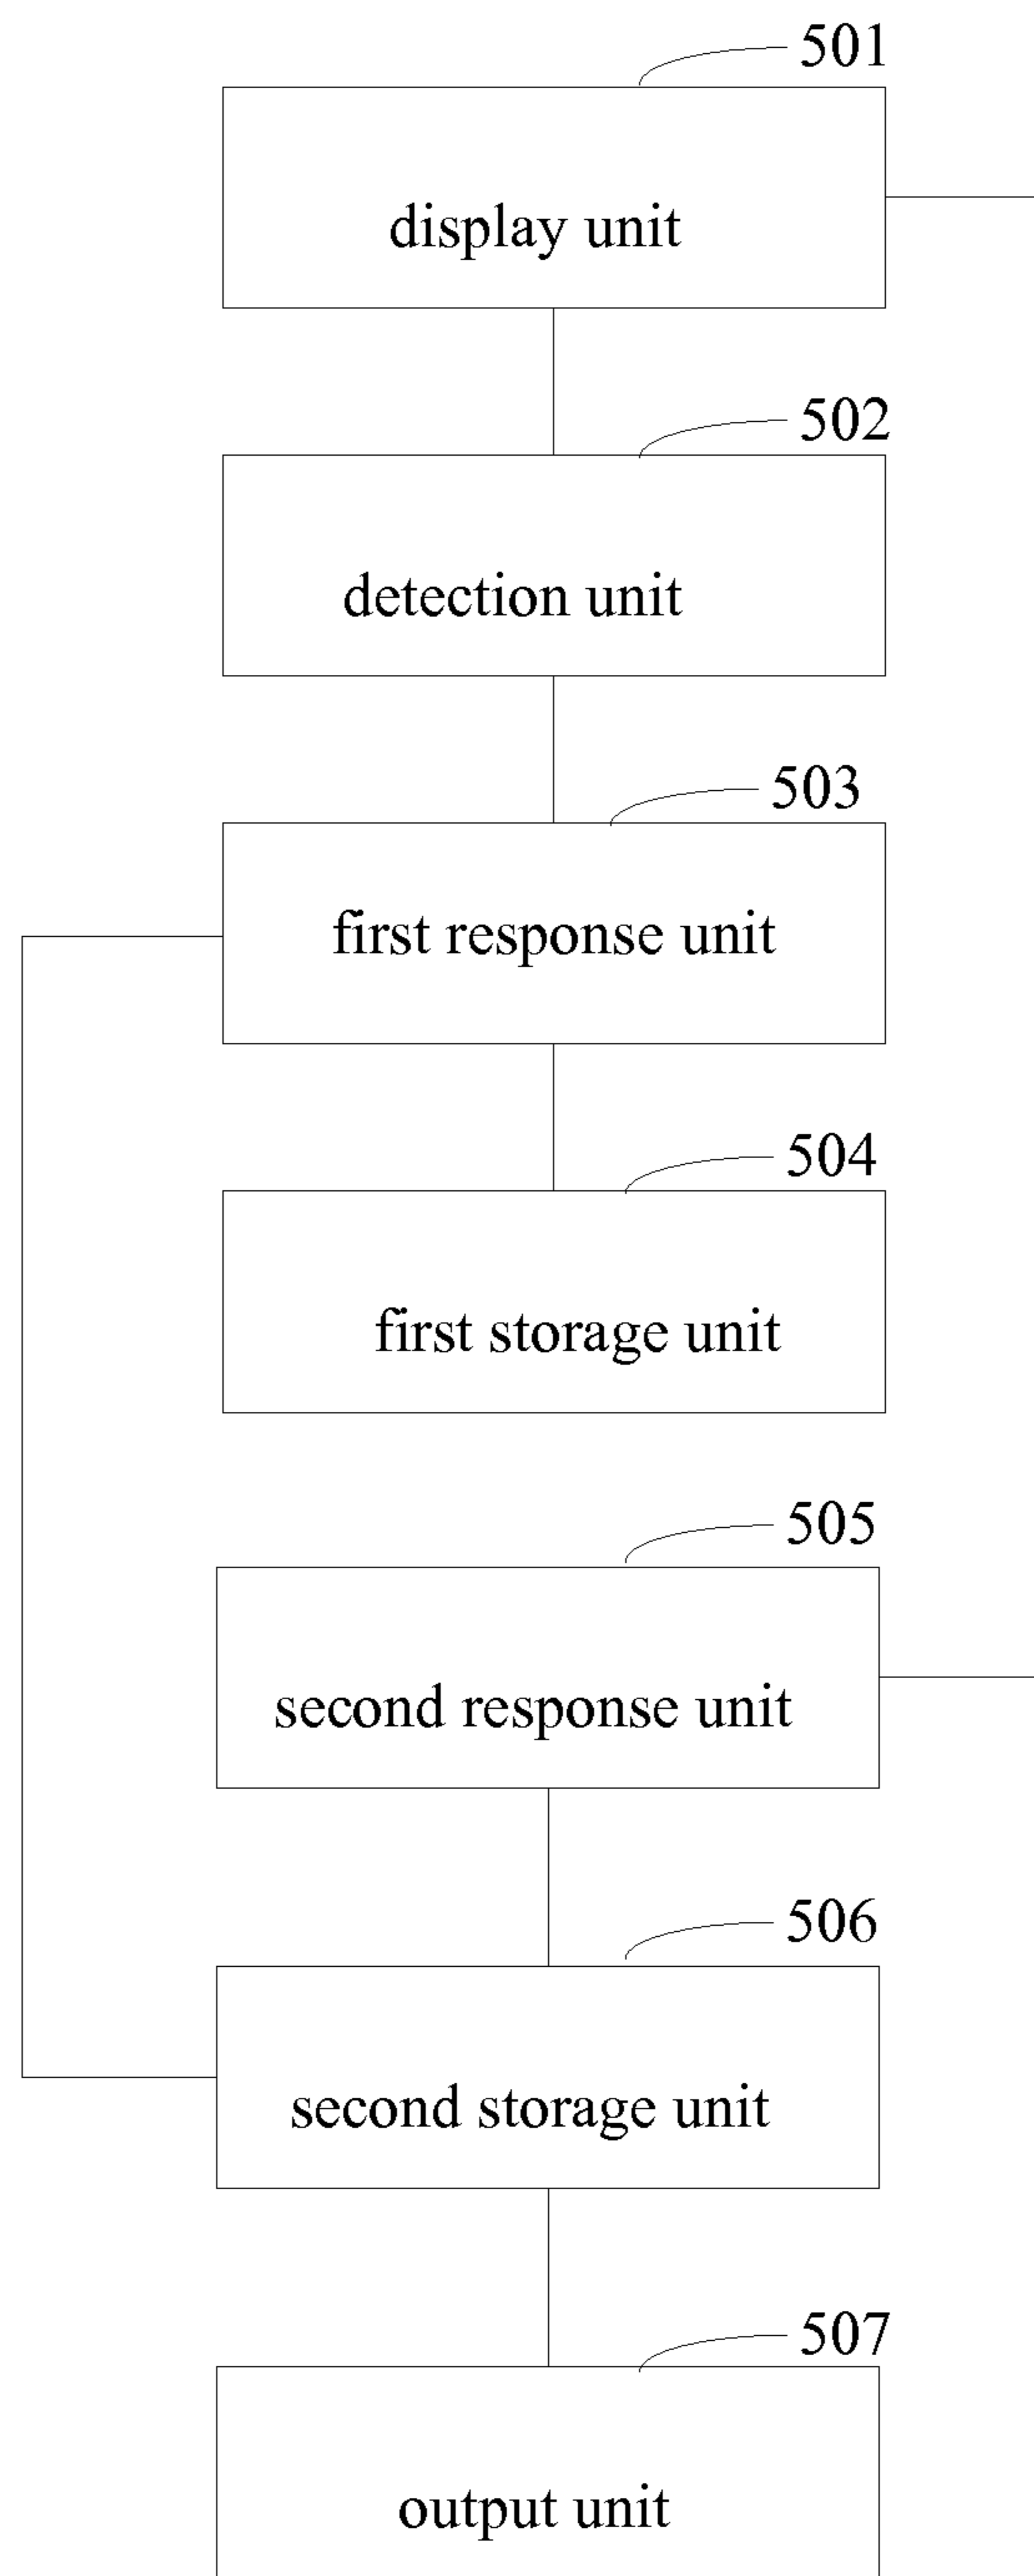 501
display unit
502
detection unit
503
first response unit
504
first storage unit
505
second response unit
506
second storage unit
507
output unit